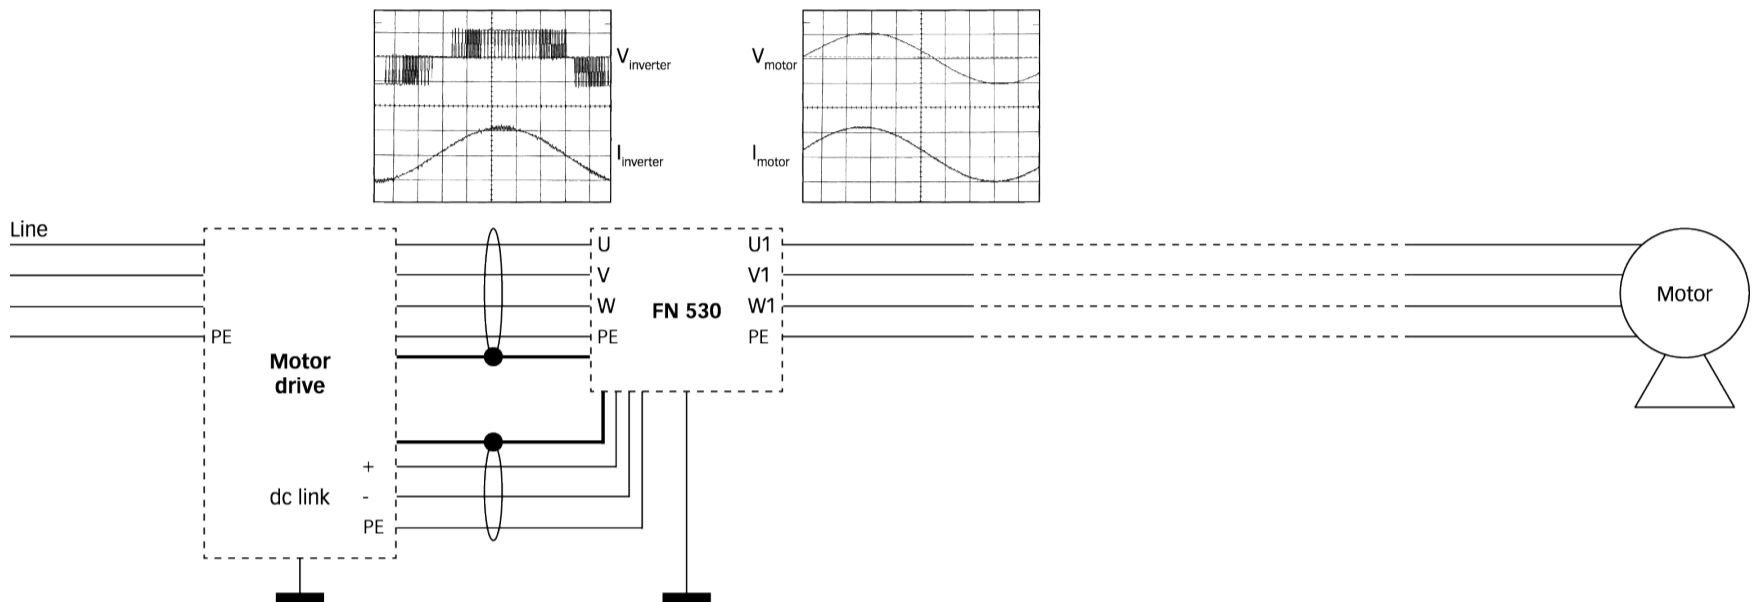 V inverter
I inverter
V motor
I motor
Line
PE
Motor
drive
dc link
+
-
PE
U
V
W
PE
FN 530
U1
V1
W1
PE
Motor